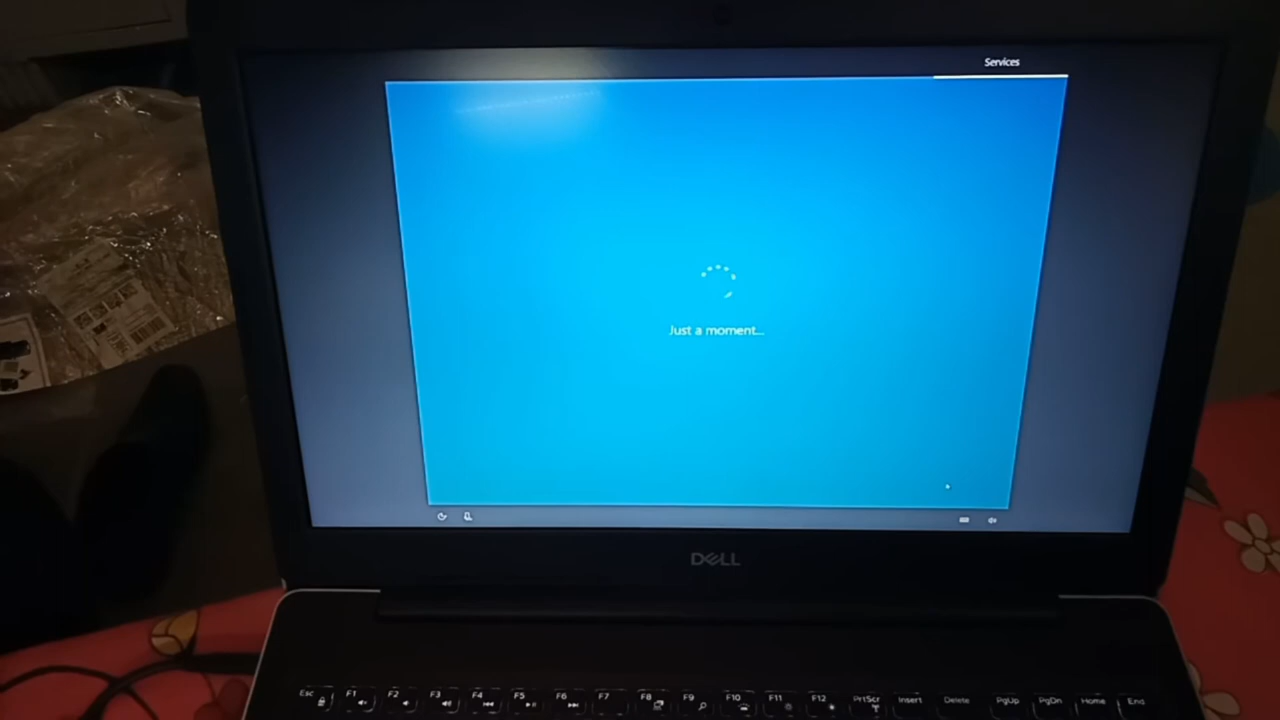 Services
Just a moment...
DELL
Esc F1 F2 F3 F4 F5 F6 F7 F8 F9 F10 F11 F12 PrtScr Insert Delete PgUp PgDn Home End